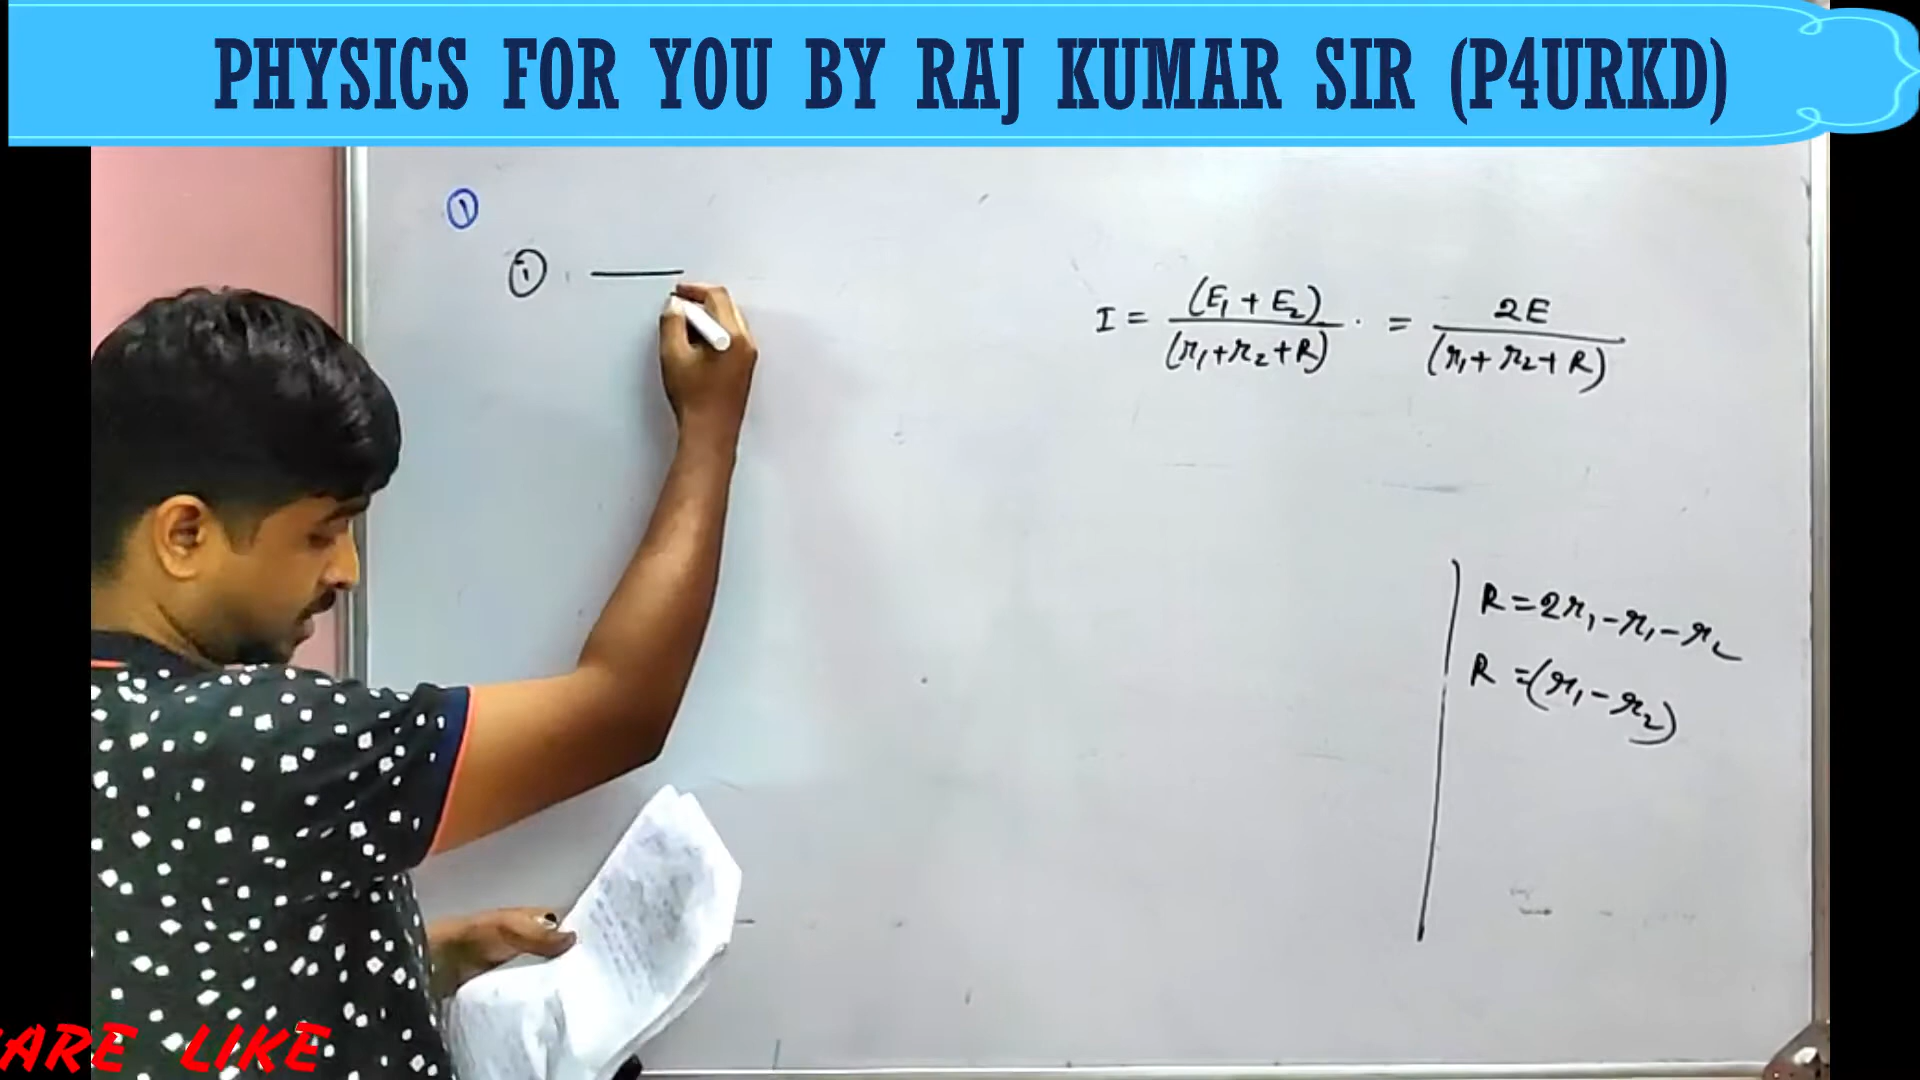 PHYSICS FOR YOU BY RAJ KUMAR SIR (P4URKD)
①
① 
I = (E₁ + E₂) / (r₁+r₂+R) . = 2E / (r₁+r₂+R)
R = 2r₁ - r₁ - r₂
R = (r₁ - r₂)
ARE LIKE